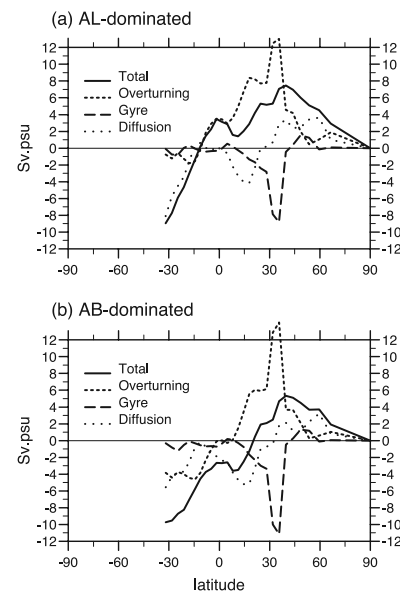 (a) AL-dominated
12 12
10 10
8 8
6 6
4 4
2 2
0 0
-2 -2
-4 -4
-6 -6
-8 -8
-10 -10
-12 -12
Sv.psu
Total
Overturning
Gyre
Diffusion
-90 -60 -30 0 30 60 90
(b) AB-dominated
12 12
10 10
8 8
6 6
4 4
2 2
0 0
-2 -2
-4 -4
-6 -6
-8 -8
-10 -10
-12 -12
Sv.psu
Total
Overturning
Gyre
Diffusion
-90 -60 -30 0 30 60 90
latitude